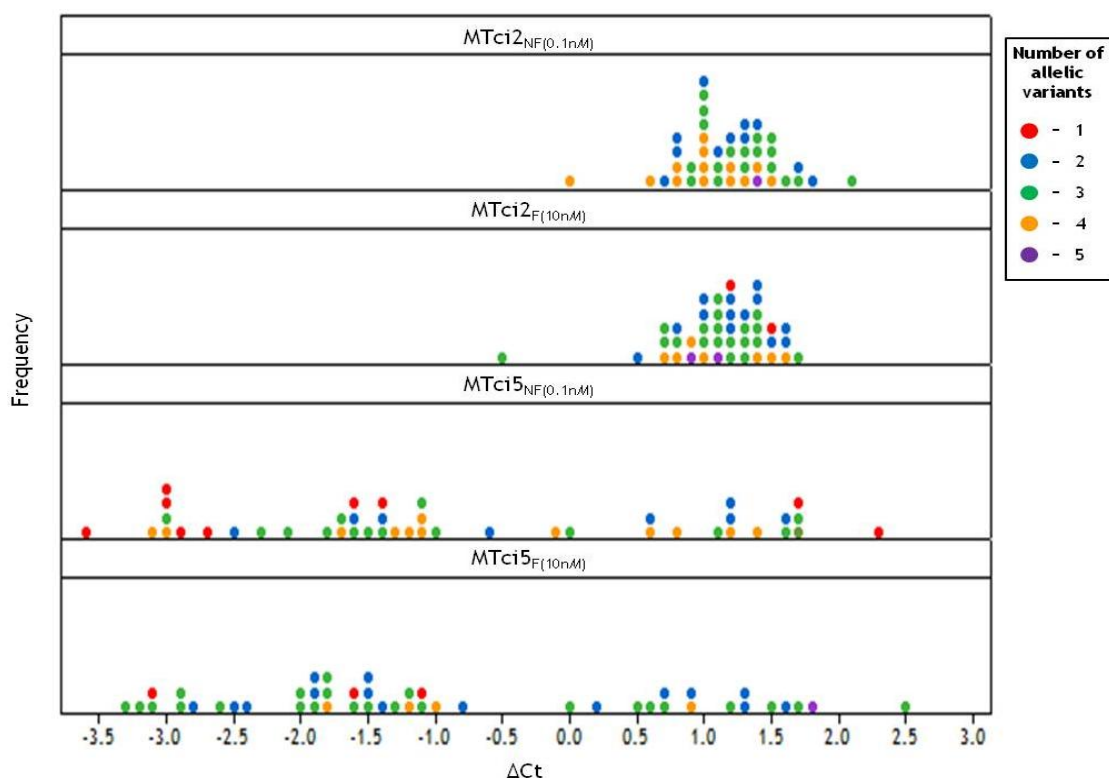 MTci2NF(0.1nM)
MTci2F(10nM)
MTci5NF(0.1nM)
MTci5F(10nM)
Frequency
-3.5 -3.0 -2.5 -2.0 -1.5 -1.0 -0.5 0.0 0.5 1.0 1.5 2.0 2.5 3.0
ΔCt
Number of
allelic
variants
- 1
- 2
- 3
- 4
- 5